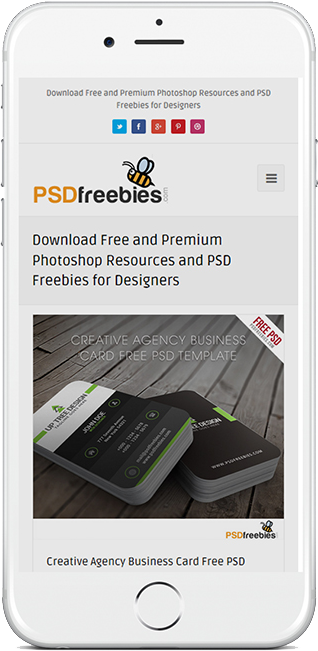 Download Free and Premium Photoshop Resources and PSD
Freebies for Designers
PSDfreebies.com
Download Free and Premium
Photoshop Resources and PSD
Freebies for Designers
CREATIVE AGENCY BUSINESS
CARD FREE PSD TEMPLATE
FREE PSD
UP TREE DESIGN
JOHN DOE
WWW.PSDFREEBIES.COM
PSDfreebies
Creative Agency Business Card Free PSD